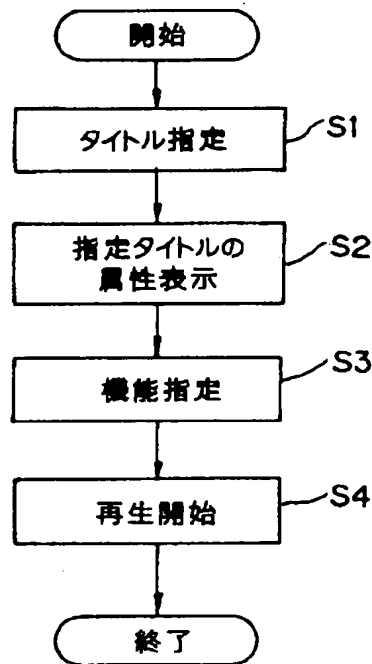 開始
タイトル指定
S1
指定タイトルの
属性表示
S2
機能指定
S3
再生開始
S4
終了